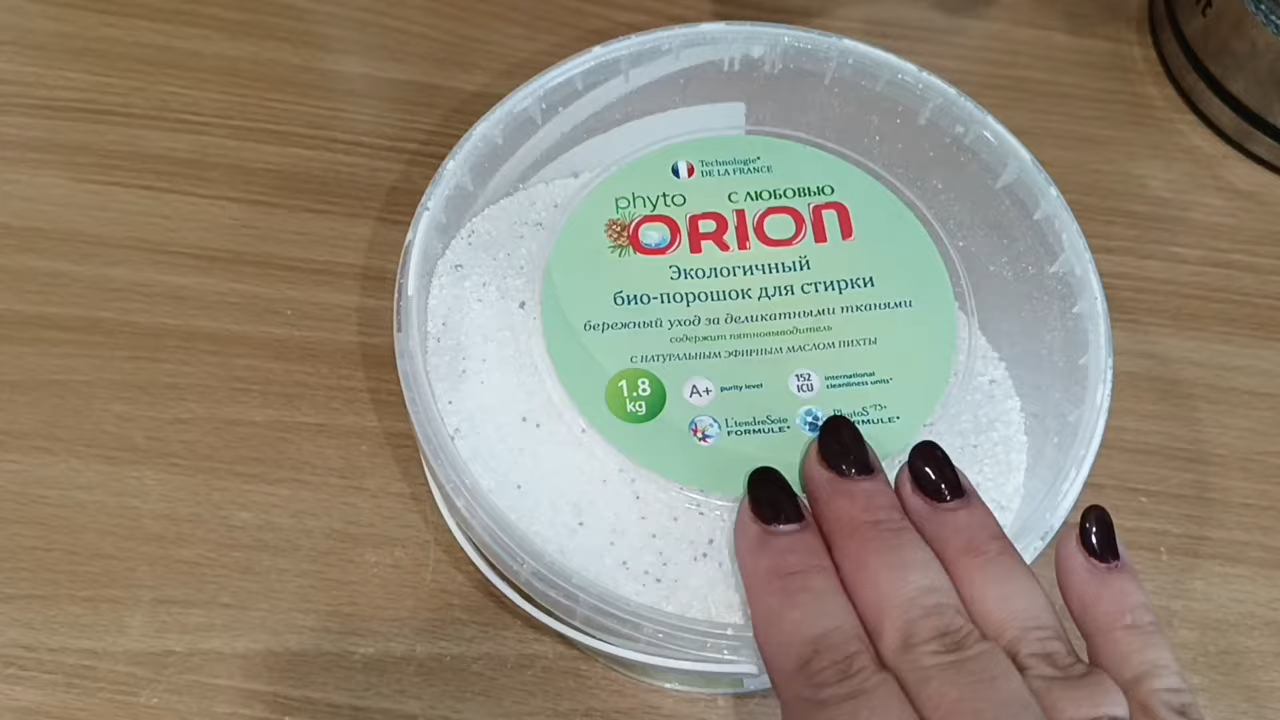 Technologie*
DE LA FRANCE
phyto С ЛЮБОВЬЮ
ORION
Экологичный
био-порошок для стирки
бережный уход за деликатными тканями
содержит пятновыводитель
С НАТУРАЛЬНЫМ ЭФИРНЫМ МАСЛОМ ПИХТЫ
1.8 kg
A+ purity level
152 ICU international cleanliness units*
L'tendreSoie FORMULE*